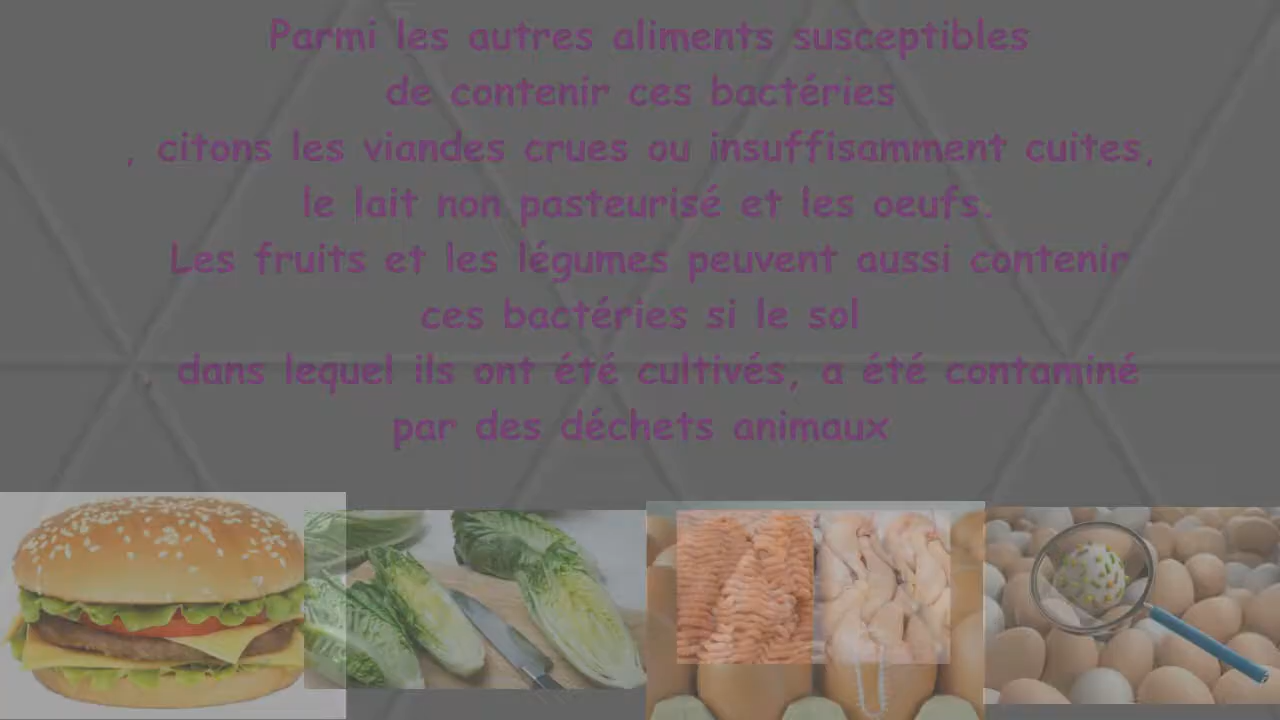 Parmi les autres aliments susceptibles
de contenir ces bactéries
, citons les viandes crues ou insuffisamment cuites,
le lait non pasteurisé et les oeufs.
Les fruits et les légumes peuvent aussi contenir
ces bactéries si le sol
, dans lequel ils ont été cultivés, a été contaminé
par des déchets animaux